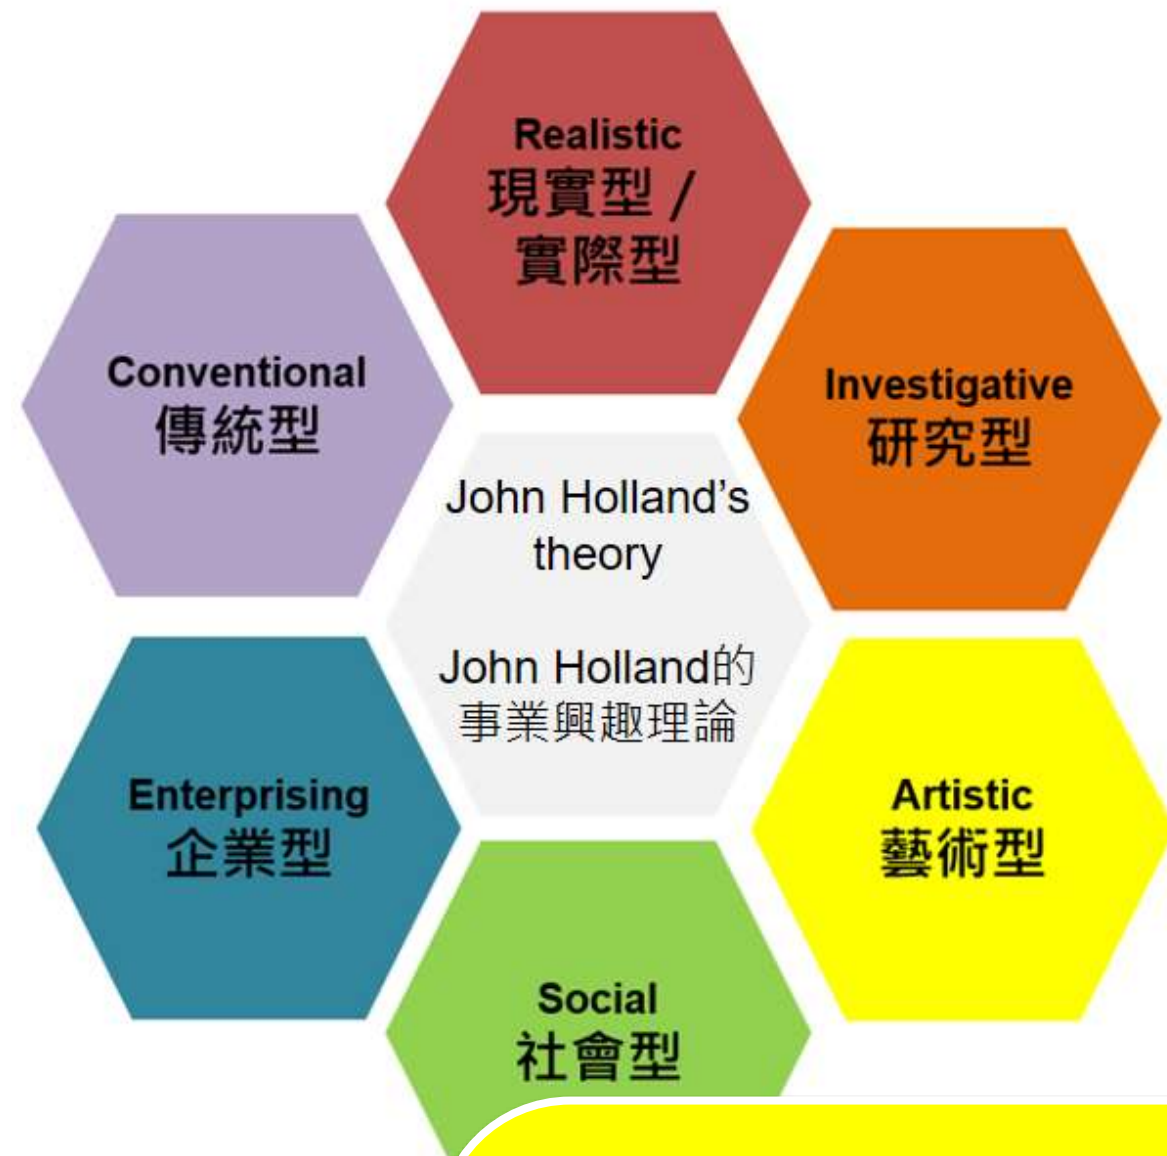 Realistic
現實型 /
實際型
Conventional
傳統型
Investigative
研究型
John Holland’s
theory
John Holland的
事業興趣理論
Enterprising
企業型
Artistic
藝術型
Social
社會型